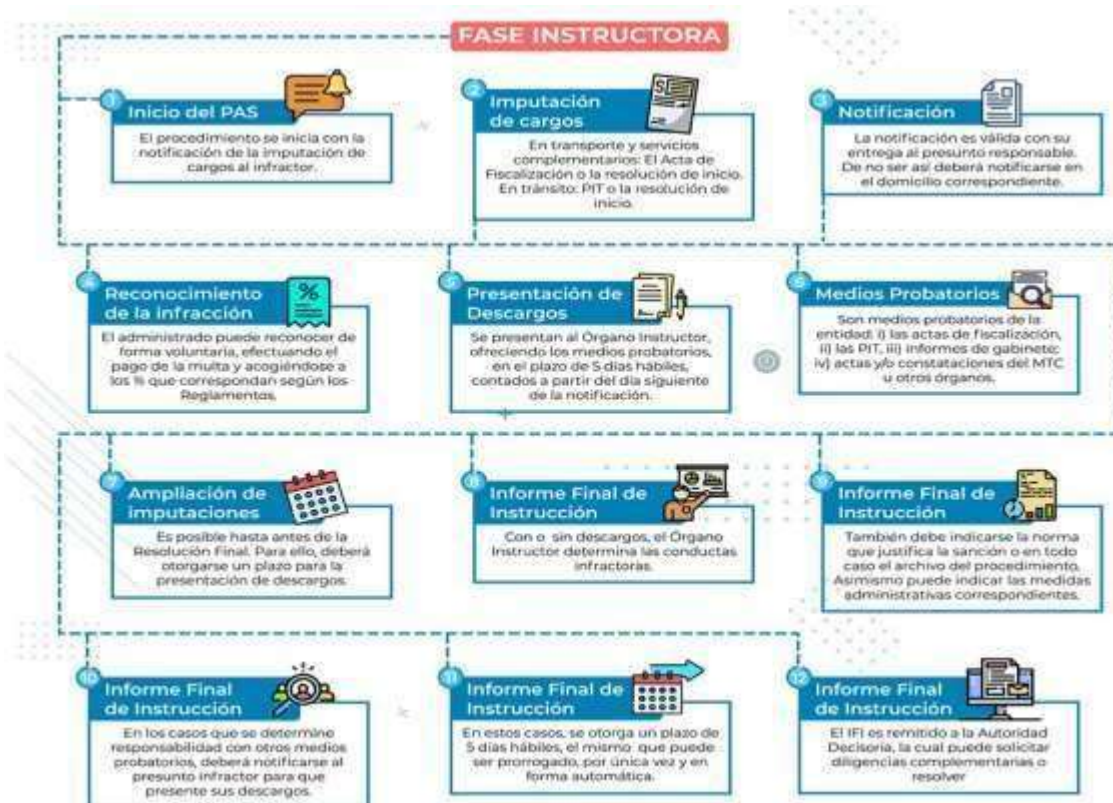 FASE INSTRUCTORA
1
Inicio del PAS
El procedimiento se inicia con la
notificación de la imputación de
cargos al infractor.
2
Imputación
de cargos
En transporte y servicios
complementarios: El Acta de
Fiscalización o la resolución de inicio.
En tránsito: PIT o la resolución de
inicio.
3
Notificación
La notificación es válida con su
entrega al presunto responsable.
De no ser así deberá notificarse en
el domicilio correspondiente.
4
Reconocimiento
de la infracción
%
El administrado puede reconocer de
forma voluntaria, efectuando el
pago de la multa y acogiéndose a
los % que correspondan según los
Reglamentos.
5
Presentación de
Descargos
Se presentan al Órgano Instructor,
ofreciendo los medios probatorios,
en el plazo de 5 días hábiles,
contados a partir del día siguiente
de la notificación.
6
Medios Probatorios
Son medios probatorios de la
entidad: i) las actas de fiscalización,
ii) las PIT, iii) informes de gabinete;
iv) actas y/o constataciones del MTC
u otros órganos.
7
Ampliación de
imputaciones
Es posible hasta antes de la
Resolución Final. Para ello, deberá
otorgarse un plazo para la
presentación de descargos
8
Informe Final de
Instrucción
Con o sin descargos, el Órgano
Instructor determina las conductas
infractoras.
9
Informe Final de
Instrucción
También debe indicarse la norma
que justifica la sanción o en todo
caso el archivo del procedimiento.
Asimismo puede indicar las medidas
administrativas correspondientes.
10
Informe Final
de Instrucción
En los casos que se determine
responsabilidad con otros medios
probatorios, deberá notificarse al
presunto infractor para que
presente sus descargos.
11
Informe Final de
Instrucción
En estos casos, se otorga un plazo de
5 días hábiles, el mismo que puede
ser prorrogado, por única vez y en
forma automática.
12
Informe Final
de Instrucción
El IFI es remitido a la Autoridad
Decisoria, la cual puede solicitar
diligencias complementarias o
resolver